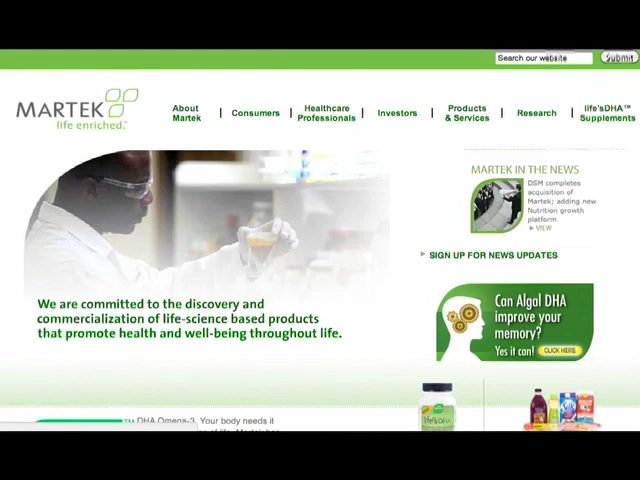 Search our website
Submit
MARTEK
life enriched.™
About Martek
Consumers
Healthcare Professionals
Investors
Products & Services
Research
life'sDHA™ Supplements
MARTEK IN THE NEWS
DSM completes
acquisition of
Martek; adding new
Nutrition growth
platform.
VIEW
SIGN UP FOR NEWS UPDATES
We are committed to the discovery and
commercialization of life-science based products
that promote health and well-being throughout life.
Can Algal DHA
improve your
memory?
Yes it can! CLICK HERE
life'sDHA
™ DHA Omega-3. Your body needs it